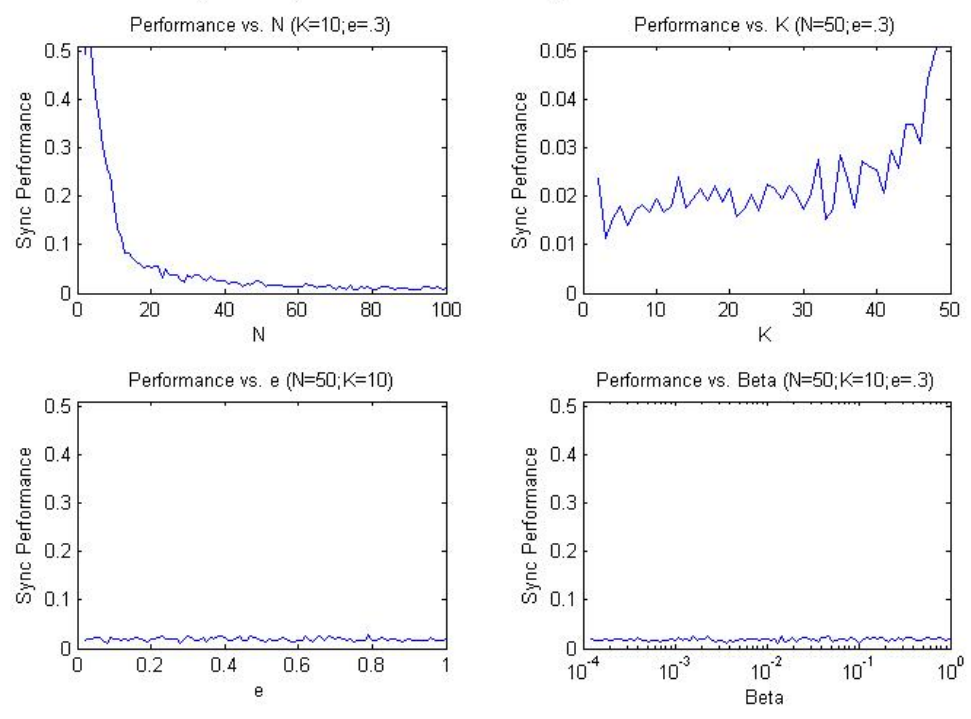 Performance vs. N (K=10;e=.3)
0.5
0.4
0.3
0.2
0.1
0
Sync Performance
0 20 40 60 80 100
N
Performance vs. K (N=50;e=.3)
0.05
0.04
0.03
0.02
0.01
0
Sync Performance
0 10 20 30 40 50
K
Performance vs. e (N=50;K=10)
0.5
0.4
0.3
0.2
0.1
0
Sync Performance
0 0.2 0.4 0.6 0.8 1
e
Performance vs. Beta (N=50;K=10;e=.3)
0.5
0.4
0.3
0.2
0.1
0
Sync Performance
10^-4 10^-3 10^-2 10^-1 10^0
Beta